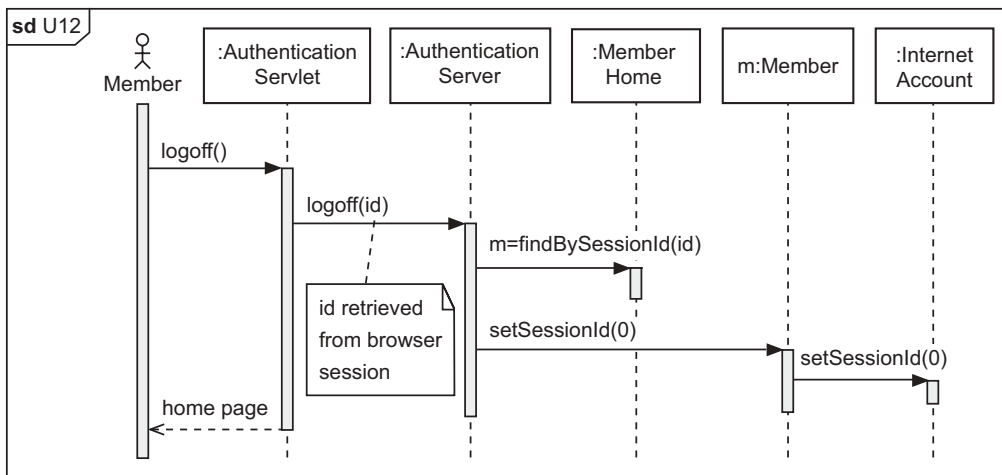 sd U12
Member
:Authentication
Servlet
:Authentication
Server
:Member
Home
m:Member
:Internet
Account
logoff()
logoff(id)
m=findBySessionId(id)
id retrieved
from browser
session
setSessionId(0)
setSessionId(0)
home page